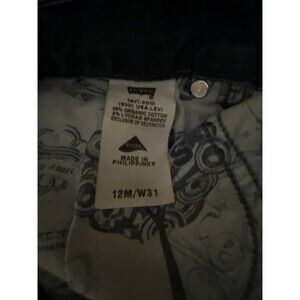 levi.com
(800) USA-LEVI
98% ORGANIC COTTON
2% LYCRA® SPANDEX
EXCLUSIVE OF DECORATION
MADE IN
PHILIPPINES
12M/W31